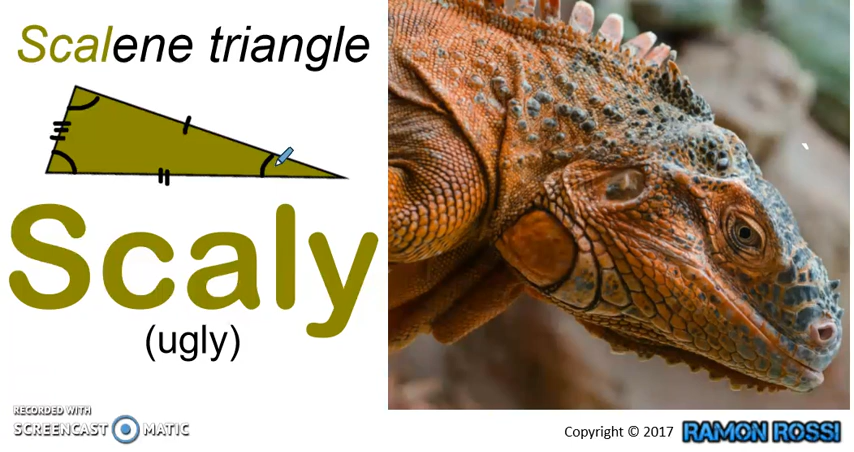 Scalene triangle
Scaly
(ugly)
RECORDED WITH
SCREENCAST MATIC
Copyright © 2017 RAMON ROSSI